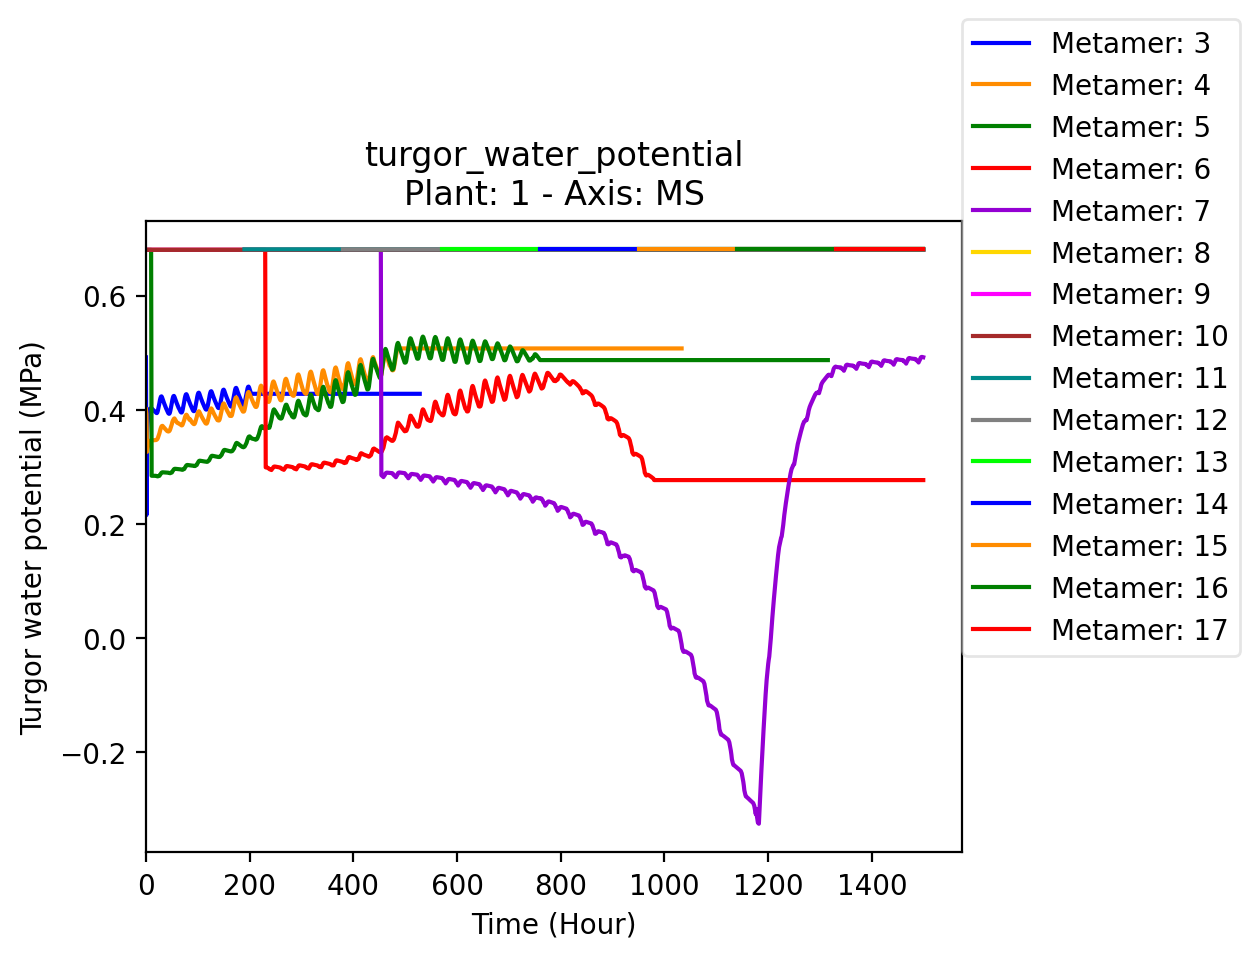 turgor_water_potential
Plant: 1 - Axis: MS
Turgor water potential (MPa)
0.6
0.4
0.2
0.0
−0.2
0 200 400 600 800 1000 1200 1400
Time (Hour)
Metamer: 3
Metamer: 4
Metamer: 5
Metamer: 6
Metamer: 7
Metamer: 8
Metamer: 9
Metamer: 10
Metamer: 11
Metamer: 12
Metamer: 13
Metamer: 14
Metamer: 15
Metamer: 16
Metamer: 17